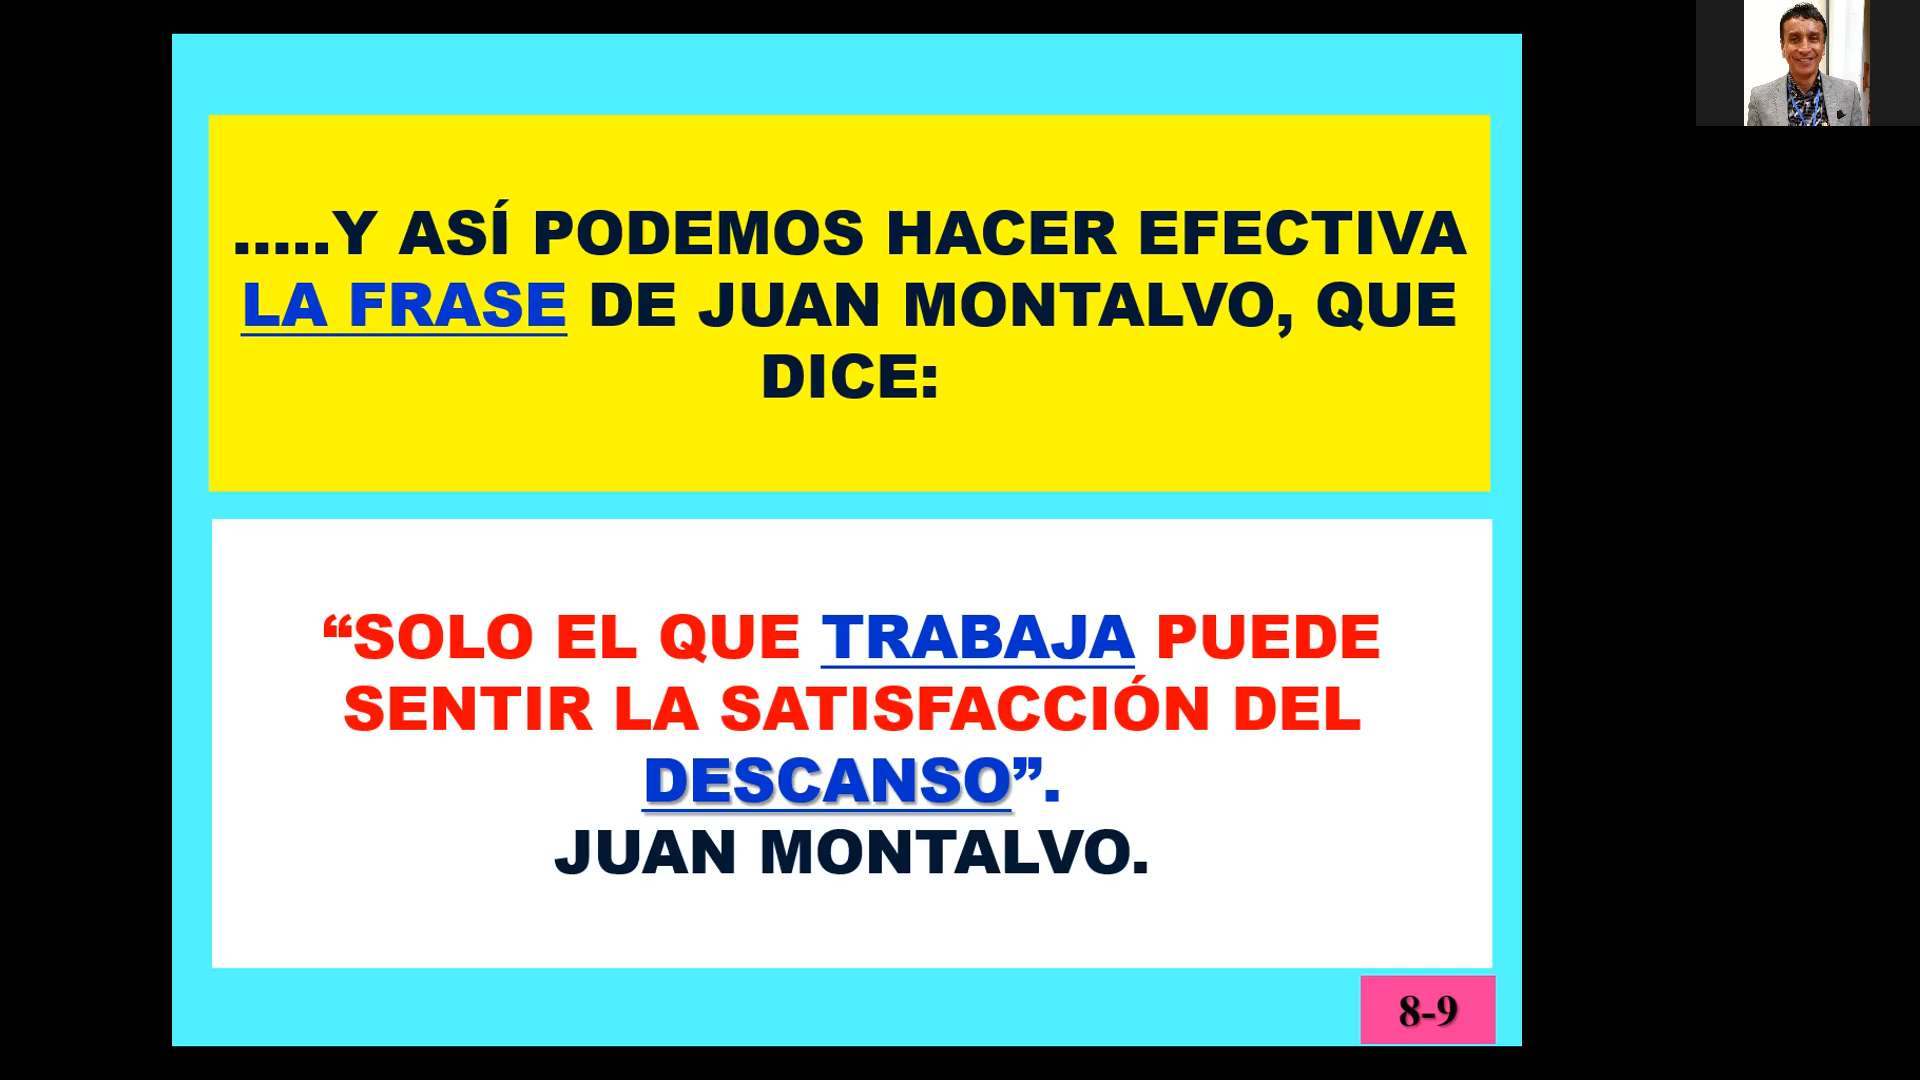 .....Y ASÍ PODEMOS HACER EFECTIVA
LA FRASE DE JUAN MONTALVO, QUE
DICE:
“SOLO EL QUE TRABAJA PUEDE
SENTIR LA SATISFACCIÓN DEL
DESCANSO”.
JUAN MONTALVO.
8-9